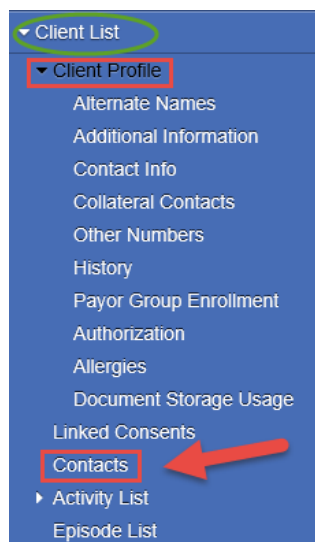 Client List
Client Profile
Alternate Names
Additional Information
Contact Info
Collateral Contacts
Other Numbers
History
Payor Group Enrollment
Authorization
Allergies
Document Storage Usage
Linked Consents
Contacts
Activity List
Episode List